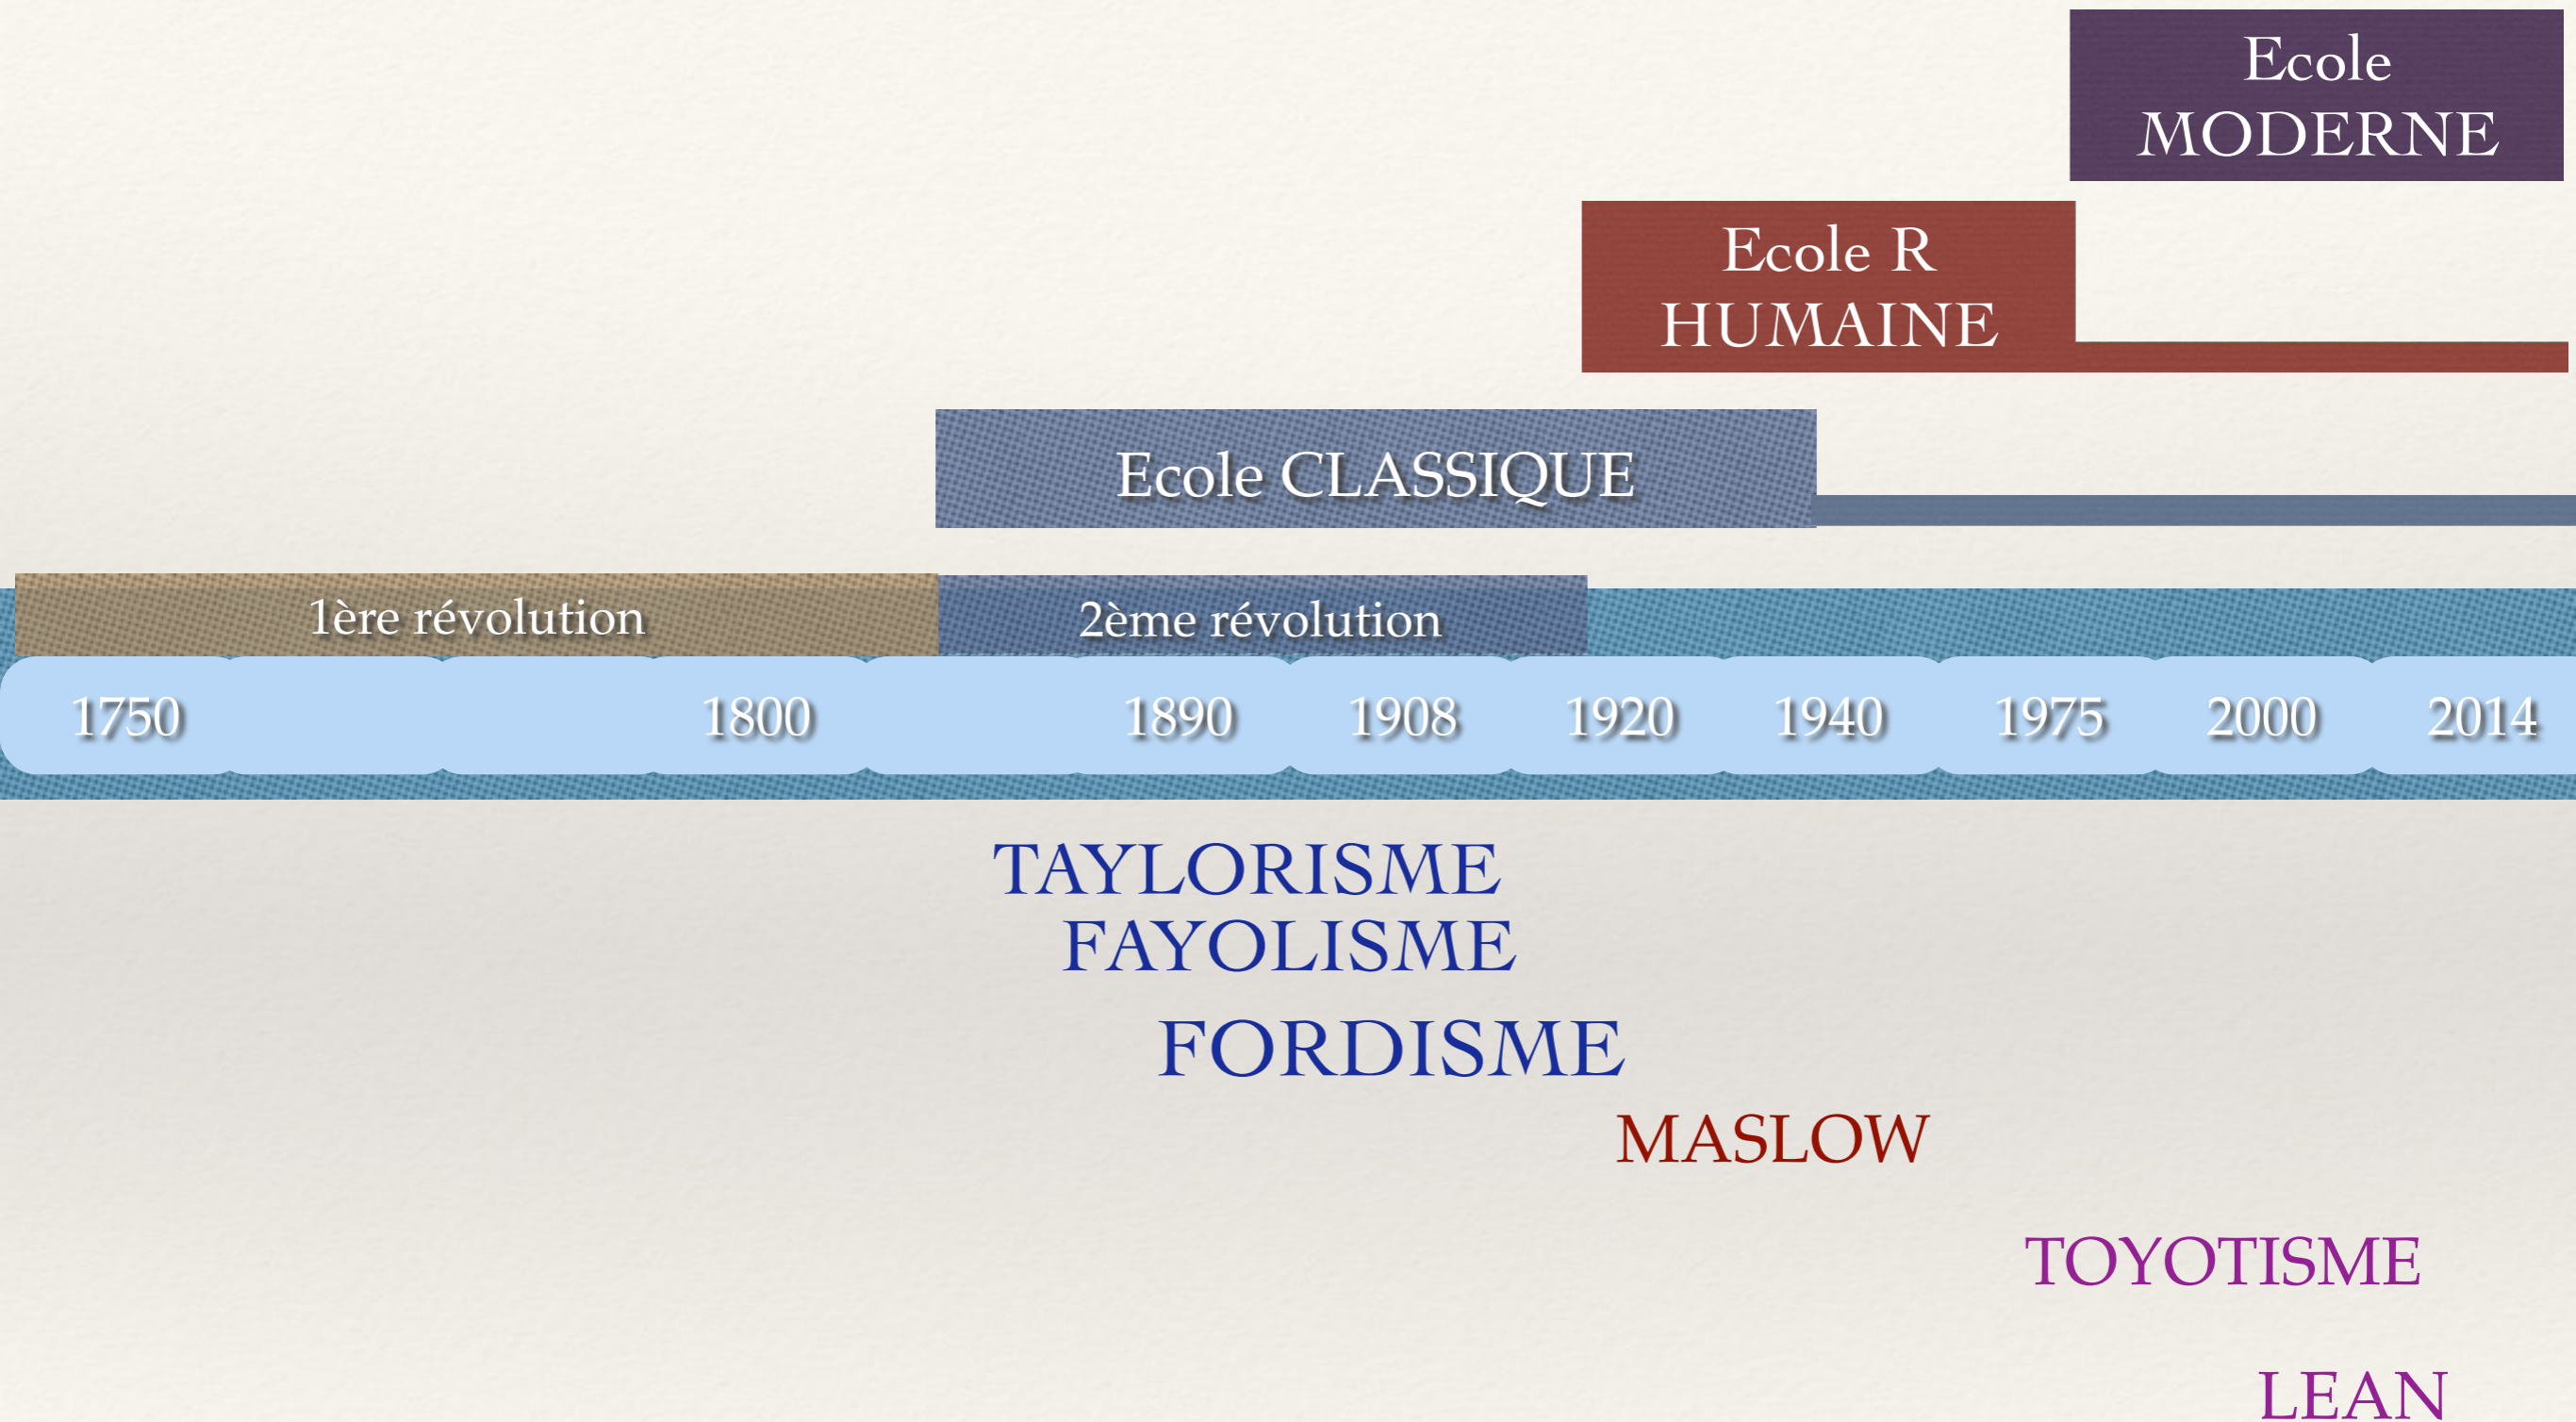 Ecole
MODERNE
Ecole R
HUMAINE
Ecole CLASSIQUE
1ère révolution
2ème révolution
1750
1800
1890
1908
1920
1940
1975
2000
2014
TAYLORISME
FAYOLISME
FORDISME
MASLOW
TOYOTISME
LEAN